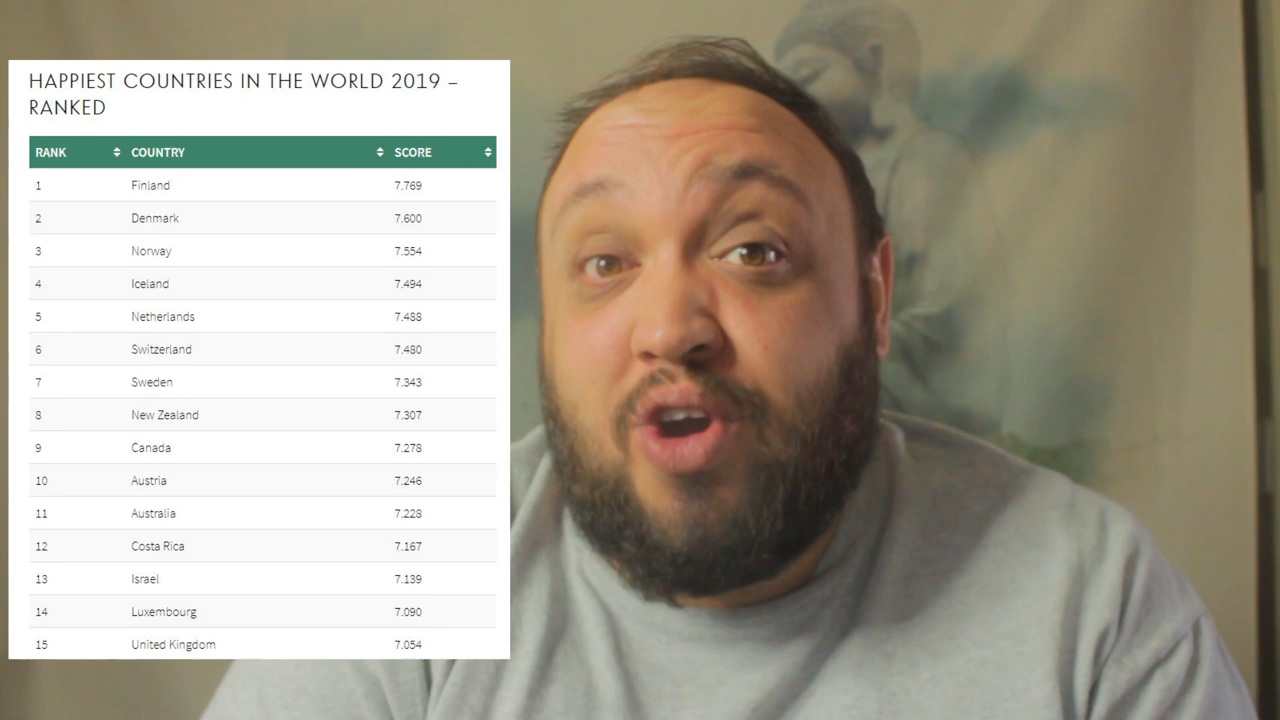 HAPPIEST COUNTRIES IN THE WORLD 2019 –
RANKED
RANK COUNTRY SCORE
1 Finland 7.769
2 Denmark 7.600
3 Norway 7.554
4 Iceland 7.494
5 Netherlands 7.488
6 Switzerland 7.480
7 Sweden 7.343
8 New Zealand 7.307
9 Canada 7.278
10 Austria 7.246
11 Australia 7.228
12 Costa Rica 7.167
13 Israel 7.139
14 Luxembourg 7.090
15 United Kingdom 7.054